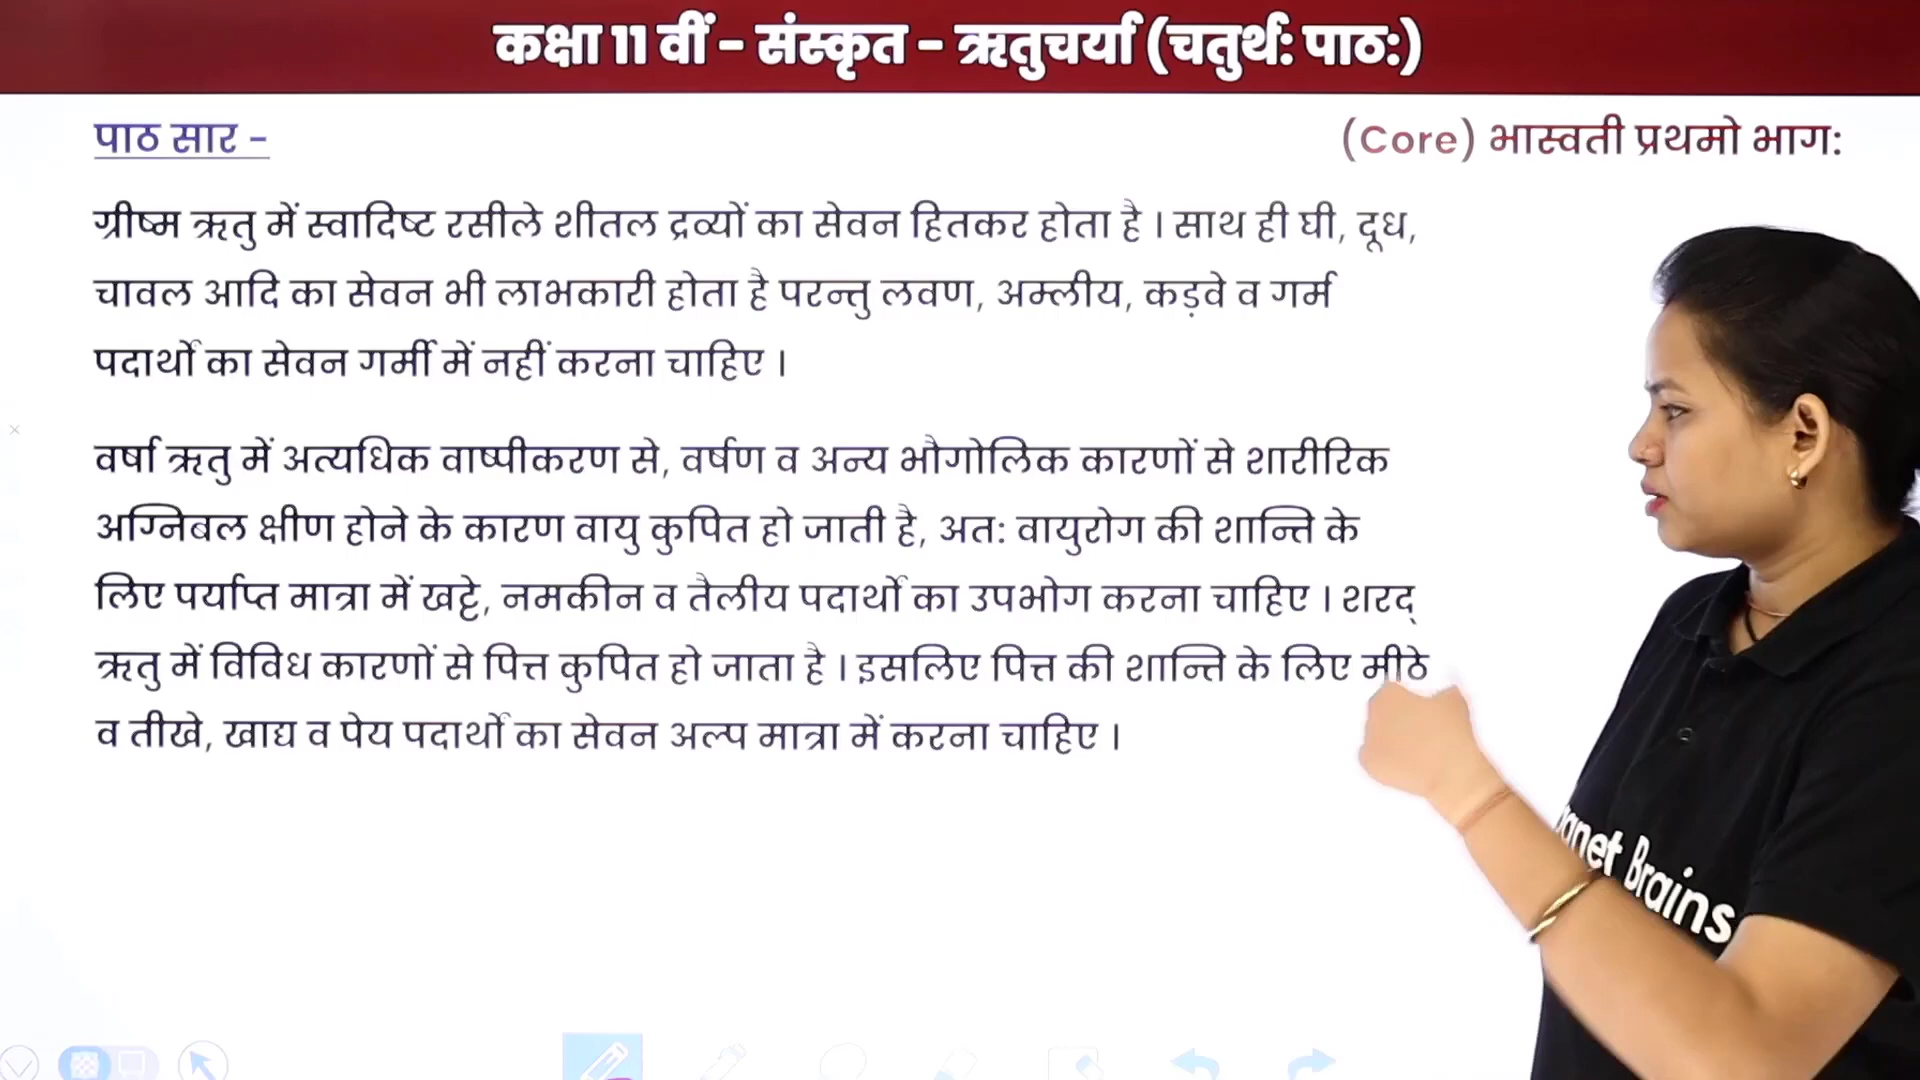 कक्षा 11 वीं - संस्कृत - ऋतुचर्या (चतुर्थ: पाठ:)
पाठ सार -
(Core) भास्वती प्रथमो भाग:
ग्रीष्म ऋतु में स्वादिष्ट रसीले शीतल द्रव्यों का सेवन हितकर होता है । साथ ही घी, दूध,
चावल आदि का सेवन भी लाभकारी होता है परन्तु लवण, अम्लीय, कड़वे व गर्म
पदार्थों का सेवन गर्मी में नहीं करना चाहिए ।
वर्षा ऋतु में अत्यधिक वाष्पीकरण से, वर्षण व अन्य भौगोलिक कारणों से शारीरिक
अग्निबल क्षीण होने के कारण वायु कुपित हो जाती है, अत: वायुरोग की शान्ति के
लिए पर्याप्त मात्रा में खट्टे, नमकीन व तैलीय पदार्थों का उपभोग करना चाहिए । शरद्
ऋतु में विविध कारणों से पित्त कुपित हो जाता है । इसलिए पित्त की शान्ति के लिए मीठे
व तीखे, खाद्य व पेय पदार्थों का सेवन अल्प मात्रा में करना चाहिए ।
anet Brains